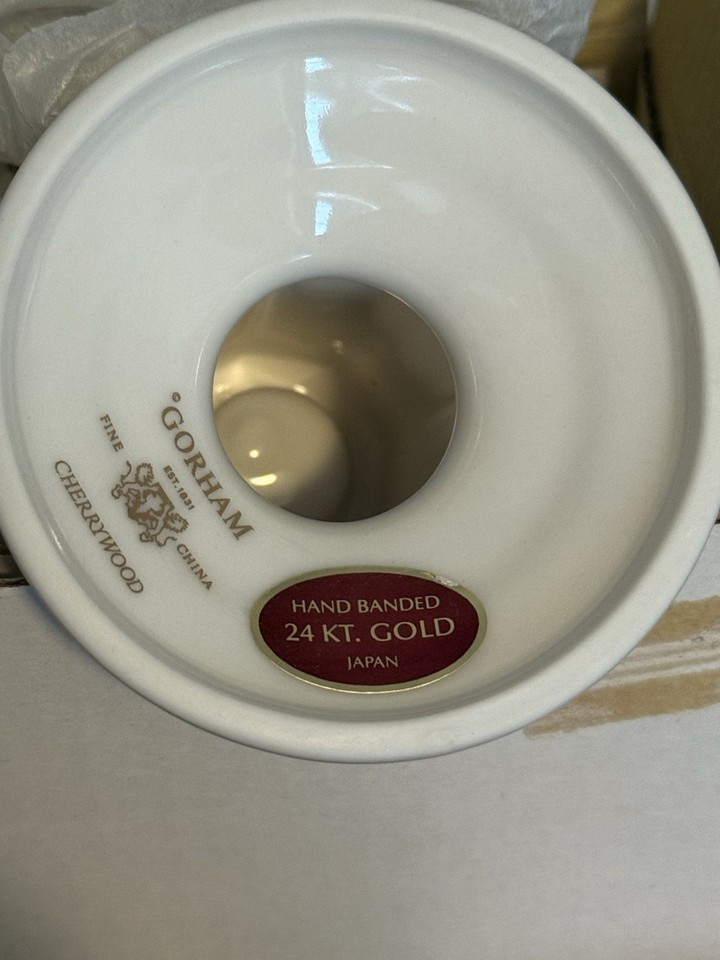 ©GORHAM
EST. 1831
FINE CHINA
CHERRYWOOD
HAND BANDED
24 KT. GOLD
JAPAN